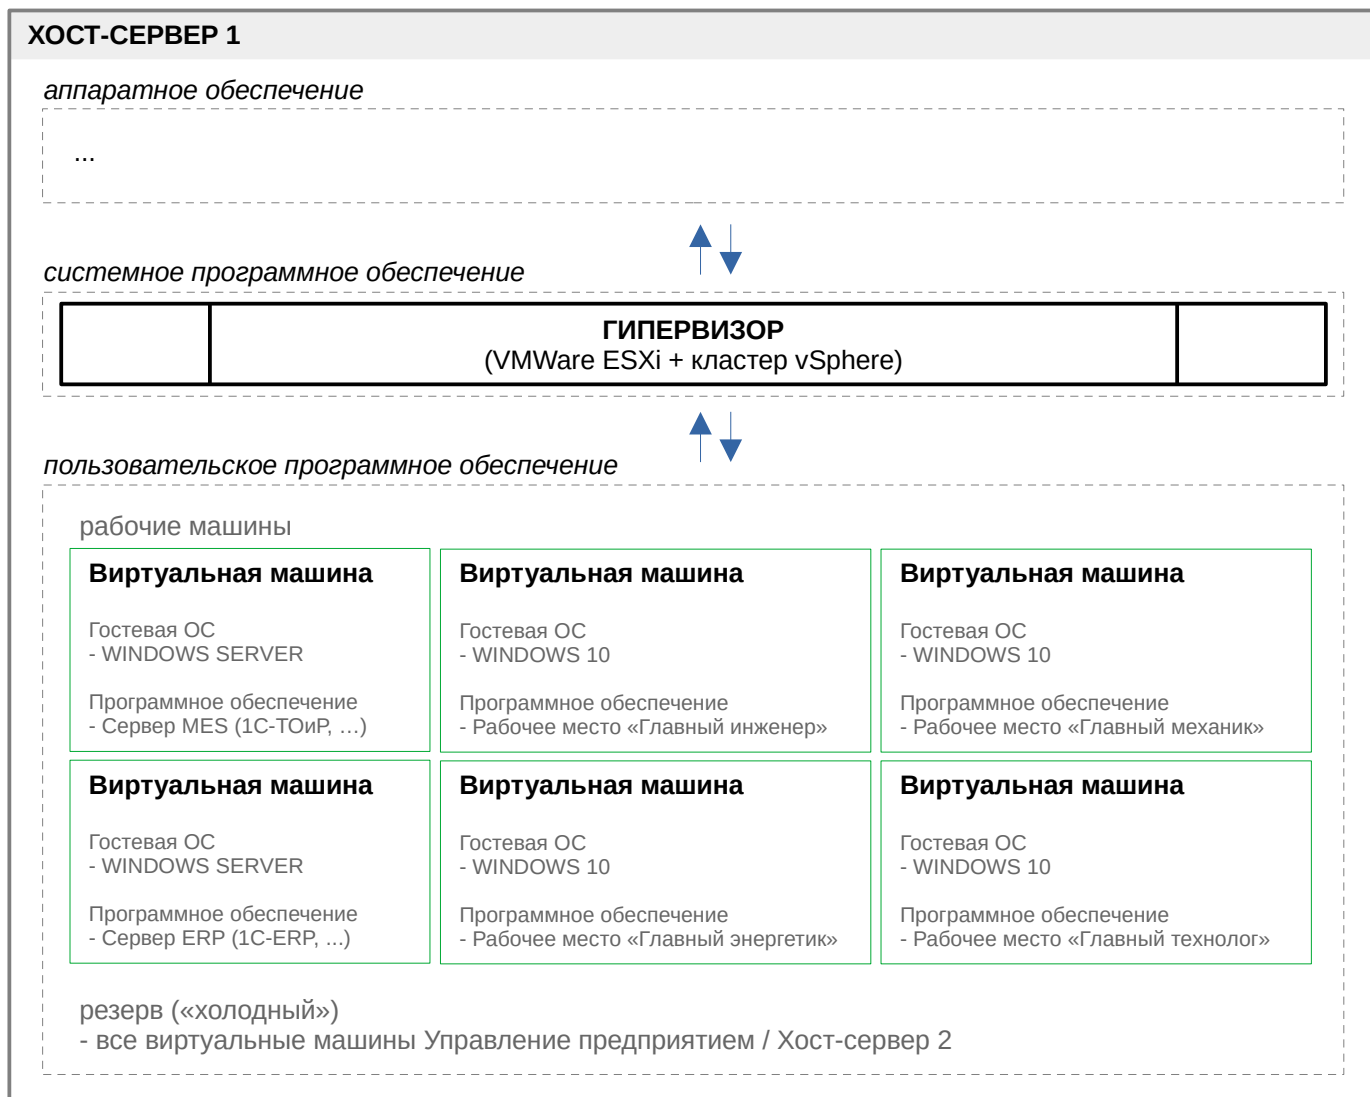 ХОСТ-СЕРВЕР 1
аппаратное обеспечение
...
системное программное обеспечение
ГИПЕРВИЗОР
(VMWare ESXi + кластер vSphere)
пользовательское программное обеспечение
рабочие машины
Виртуальная машина
Гостевая ОС
- WINDOWS SERVER
Программное обеспечение
- Сервер MES (1С-ТОиР, …)
Виртуальная машина
Гостевая ОС
- WINDOWS 10
Программное обеспечение
- Рабочее место «Главный инженер»
Виртуальная машина
Гостевая ОС
- WINDOWS 10
Программное обеспечение
- Рабочее место «Главный механик»
Виртуальная машина
Гостевая ОС
- WINDOWS SERVER
Программное обеспечение
- Сервер ERP (1С-ERP, ...)
Виртуальная машина
Гостевая ОС
- WINDOWS 10
Программное обеспечение
- Рабочее место «Главный энергетик»
Виртуальная машина
Гостевая ОС
- WINDOWS 10
Программное обеспечение
- Рабочее место «Главный технолог»
резерв («холодный»)
- все виртуальные машины Управление предприятием / Хост-сервер 2